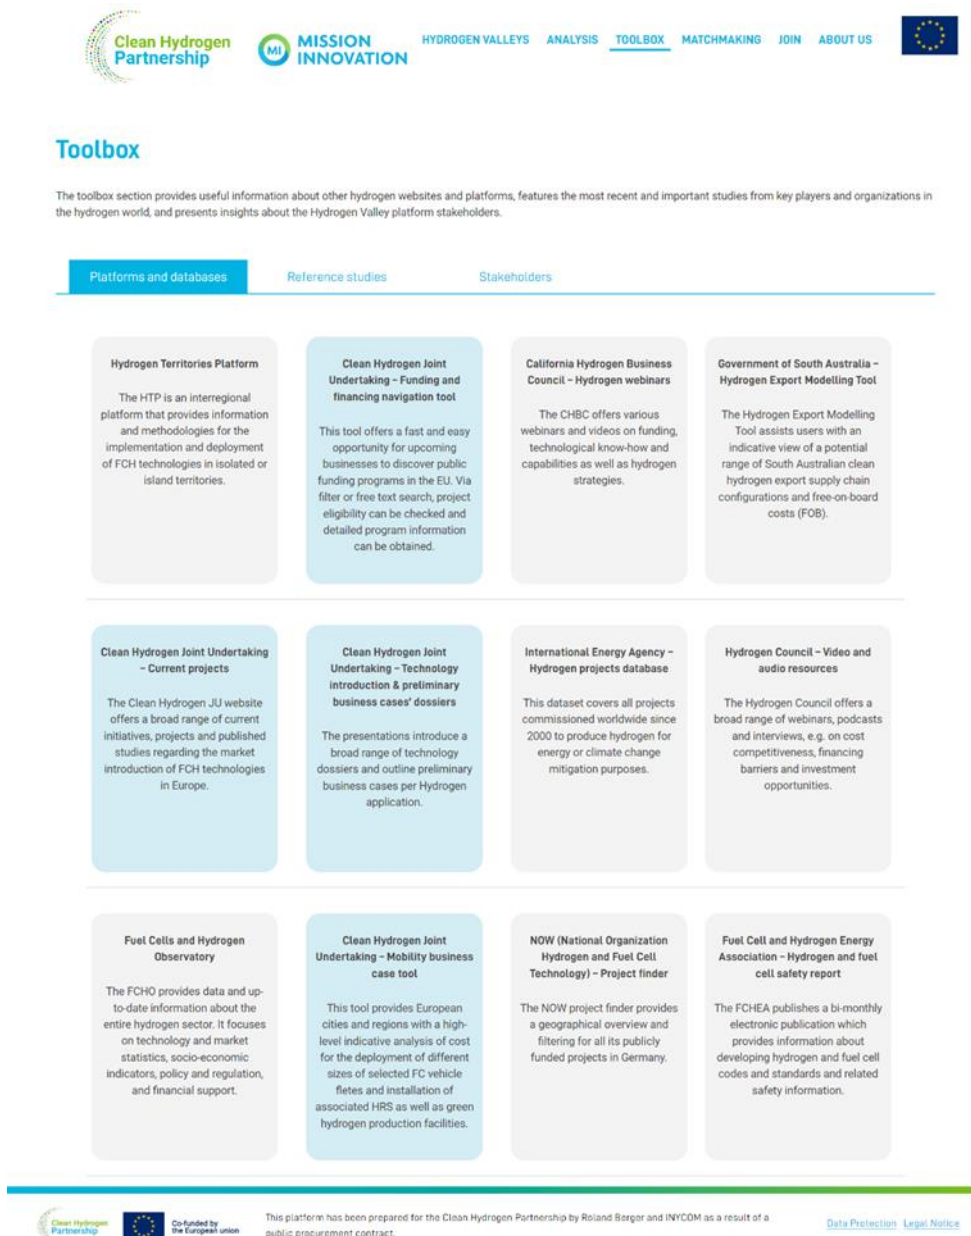 Clean Hydrogen
Partnership
MI
MISSION
INNOVATION
HYDROGEN VALLEYS ANALYSIS TOOLBOX MATCHMAKING JOIN ABOUT US
Toolbox
The toolbox section provides useful information about other hydrogen websites and platforms, features the most recent and important studies from key players and organizations in
the hydrogen world, and presents insights about the Hydrogen Valley platform stakeholders.
Platforms and databases
Reference studies
Stakeholders
Hydrogen Territories Platform
The HTP is an interregional
platform that provides information
and methodologies for the
implementation and deployment
of FCH technologies in isolated or
island territories.
Clean Hydrogen Joint
Undertaking – Funding and
financing navigation tool
This tool offers a fast and easy
opportunity for upcoming
businesses to discover public
funding programs in the EU. Via
filter or free text search, project
eligibility can be checked and
detailed program information
can be obtained.
California Hydrogen Business
Council – Hydrogen webinars
The CHBC offers various
webinars and videos on funding,
technological know-how and
capabilities as well as hydrogen
strategies.
Government of South Australia –
Hydrogen Export Modelling Tool
The Hydrogen Export Modelling
Tool assists users with an
indicative view of a potential
range of South Australian clean
hydrogen export supply chain
configurations and free-on-board
costs (FOB).
Clean Hydrogen Joint Undertaking
– Current projects
The Clean Hydrogen JU website
offers a broad range of current
initiatives, projects and published
studies regarding the market
introduction of FCH technologies
in Europe.
Clean Hydrogen Joint
Undertaking – Technology
introduction & preliminary
business cases' dossiers
The presentations introduce a
broad range of technology
dossiers and outline preliminary
business cases per Hydrogen
application.
International Energy Agency –
Hydrogen projects database
This dataset covers all projects
commissioned worldwide since
2000 to produce hydrogen for
energy or climate change
mitigation purposes.
Hydrogen Council – Video and
audio resources
The Hydrogen Council offers a
broad range of webinars, podcasts
and interviews, e.g. on cost
competitiveness, financing
barriers and investment
opportunities.
Fuel Cells and Hydrogen
Observatory
The FCHO provides data and up-
to-date information about the
entire hydrogen sector. It focuses
on technology and market
statistics, socio-economic
indicators, policy and regulation,
and financial support.
Clean Hydrogen Joint
Undertaking – Mobility business
case tool
This tool provides European
cities and regions with a high-
level indicative analysis of cost
for the deployment of different
sizes of selected FC vehicle
fletes and installation of
associated HRS as well as green
hydrogen production facilities.
NOW (National Organization
Hydrogen and Fuel Cell
Technology) – Project finder
The NOW project finder provides
a geographical overview and
filtering for all its publicly
funded projects in Germany.
Fuel Cell and Hydrogen Energy
Association – Hydrogen and fuel
cell safety report
The FCHEA publishes a bi-monthly
electronic publication which
provides information about
developing hydrogen and fuel cell
codes and standards and related
safety information.
Clean Hydrogen
Partnership
Co-funded by
the European union
This platform has been prepared for the Clean Hydrogen Partnership by Roland Berger and INYCOM as a result of a
public procurement contract.
Data Protection Legal Notice